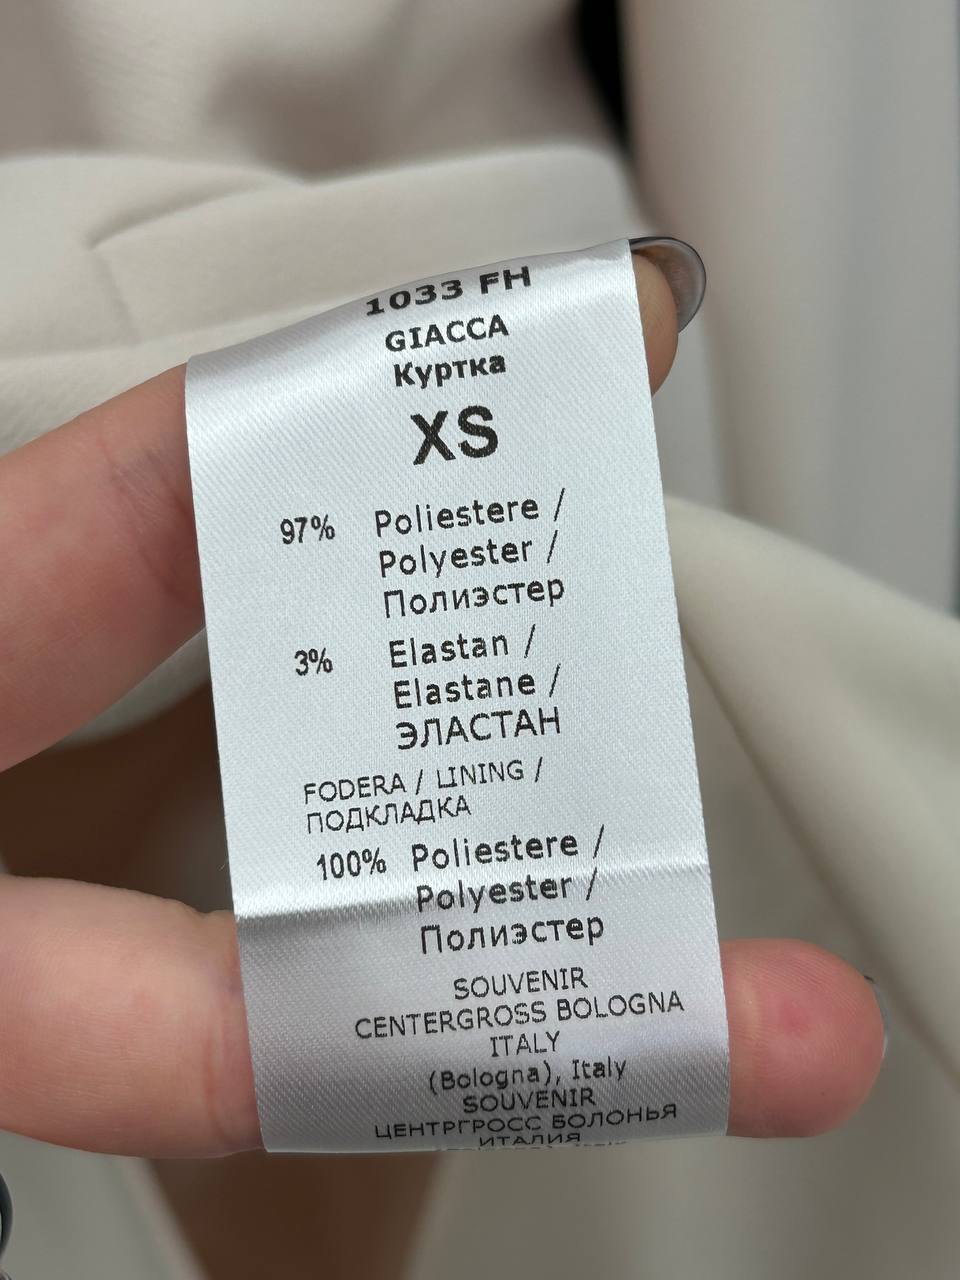 1033 FH
GIACCA
Куртка
XS
97% Poliestere /
Polyester /
Полиэстер
3% Elastan /
Elastane /
ЭЛАСТАН
FODERA / LINING /
ПОДКЛАДКА
100% Poliestere /
Polyester /
Полиэстер
SOUVENIR
CENTERGROSS BOLOGNA
ITALY
(Bologna), Italy
SOUVENIR
ЦЕНТРГРОСС БОЛОНЬЯ
ИТАЛИЯ